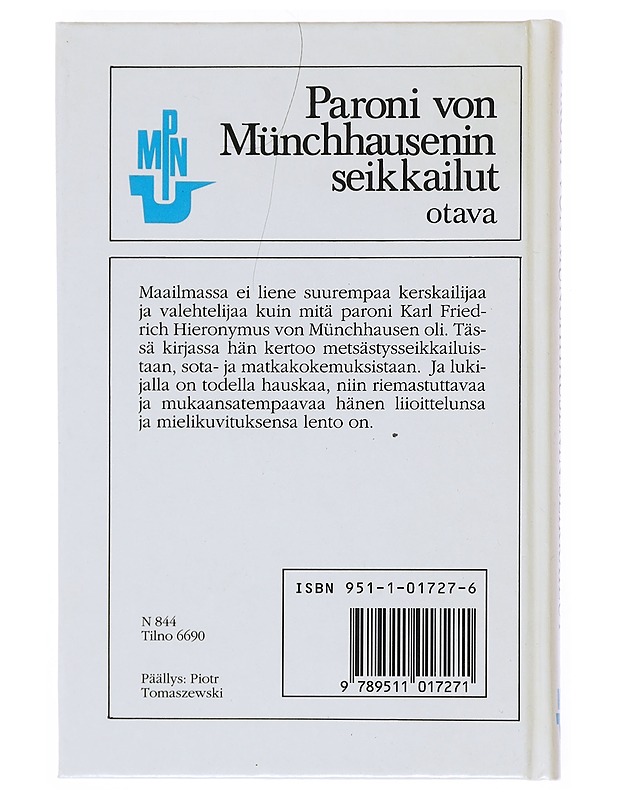 MPN
Paroni von
Münchhausenin
seikkailut
otava
Maailmassa ei liene suurempaa kerskailijaa
ja valehtelijaa kuin mitä paroni Karl Fried-
rich Hieronymus von Münchhausen oli. Täs-
sä kirjassa hän kertoo metsästysseikkailuis-
taan, sota- ja matkakokemuksistaan. Ja luki-
jalla on todella hauskaa, niin riemastuttavaa
ja mukaansatempaavaa hänen liioittelunsa
ja mielikuvituksensa lento on.
N 844
Tilno 6690
Päällys: Piotr
Tomaszewski
ISBN 951-1-01727-6
9 789511 017271